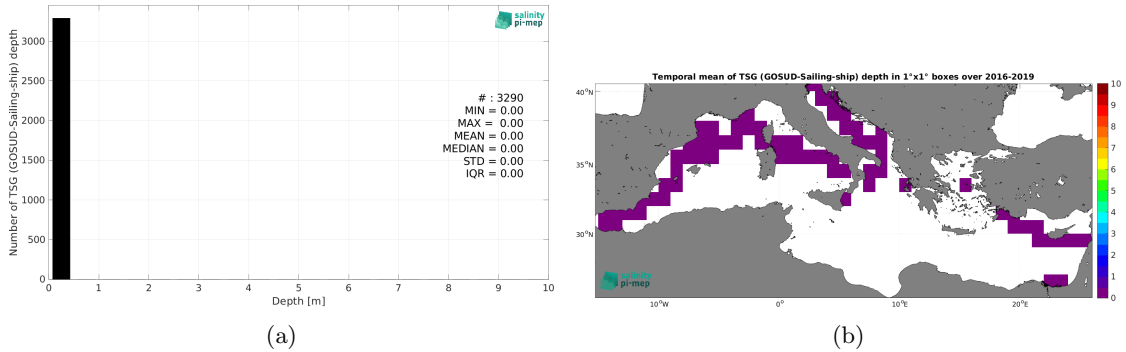 salinity
pi-mep
Number of TSG (GOSUD-Sailing-ship) depth
3500
3000
2500
2000
1500
1000
500
0
# : 3290
MIN = 0.00
MAX = 0.00
MEAN = 0.00
MEDIAN = 0.00
STD = 0.00
IQR = 0.00
0 1 2 3 4 5 6 7 8 9 10
Depth [m]
(a)
Temporal mean of TSG (GOSUD-Sailing-ship) depth in 1°x1° boxes over 2016-2019
40°N
35°N
30°N
10°W 0° 10°E 20°E
salinity
pi-mep
10
9
8
7
6
5
4
3
2
1
0
(b)